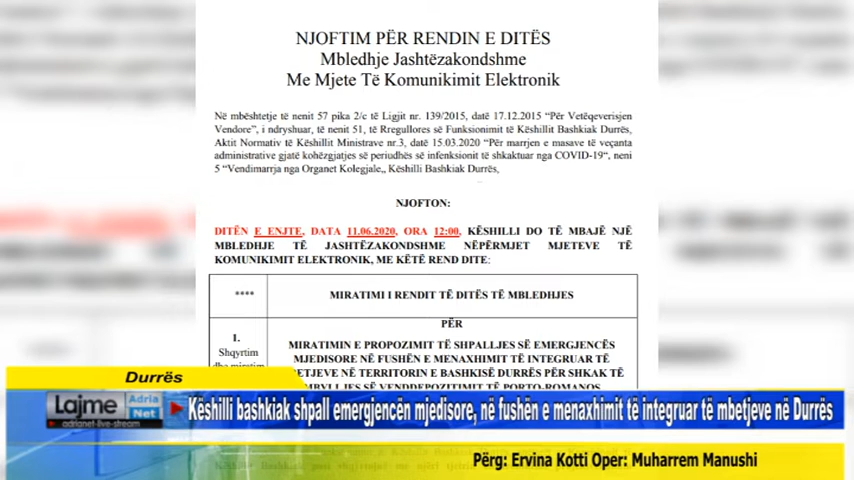 NJOFTIM PËR RENDIN E DITËS
Mbledhje Jashtëzakondshme
Me Mjete Të Komunikimit Elektronik
Në mbështetje të nenit 57 pika 2/c të Ligjit nr. 139/2015, datë 17.12.2015 “Për Vetëqeverisjen
Vendore”, i ndryshuar, të nenit 51, të Rregullores së Funksionimit të Këshillit Bashkiak Durrës,
Aktit Normativ të Këshillit Ministrave nr.3, datë 15.03.2020 “Për marrjen e masave të veçanta
administrative gjatë kohëzgjatjes së periudhës së infenksionit të shkaktuar nga COVID-19“, neni
5 “Vendimarrja nga Organet Kolegjale„ Këshilli Bashkiak Durrës,
NJOFTON:
DITËN E ENJTE, DATA 11.06.2020, ORA 12:00, KËSHILLI DO TË MBAJË NJË
MBLEDHJE TË JASHTËZAKONDSHME NËPËRMJET MJETEVE TË
KOMUNIKIMIT ELEKTRONIK, ME KËTË REND DITE:
**** MIRATIMI I RENDIT TË DITËS TË MBLEDHJES
PËR
1.
Shqyrtim
MIRATIMIN E PROPOZIMIT TË SHPALLJES SË EMERGJENCËS
MJEDISORE NË FUSHËN E MENAXHIMIT TË INTEGRUAR TË
TERRITORIN E BASHKISË DURRËS PËR SHKAK TË
SË VENDDEPOZITIMIT TË PORTO-ROMANOS
Durrës
Lajme Adria Net
adrianet-live-stream
Këshilli bashkiak shpall emergjencën mjedisore, në fushën e menaxhimit të integruar të mbetjeve në Durrës
Përg: Ervina Kotti Oper: Muharrem Manushi